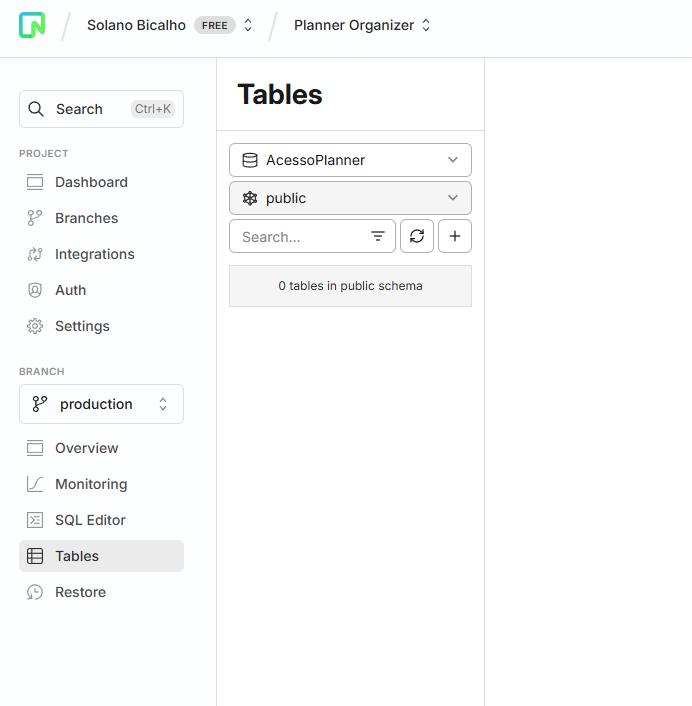 Solano Bicalho FREE Planner Organizer
Search Ctrl+K
PROJECT
Dashboard
Branches
Integrations
Auth
Settings
BRANCH
production
Overview
Monitoring
SQL Editor
Tables
Restore
Tables
AcessoPlanner
public
Search...
0 tables in public schema